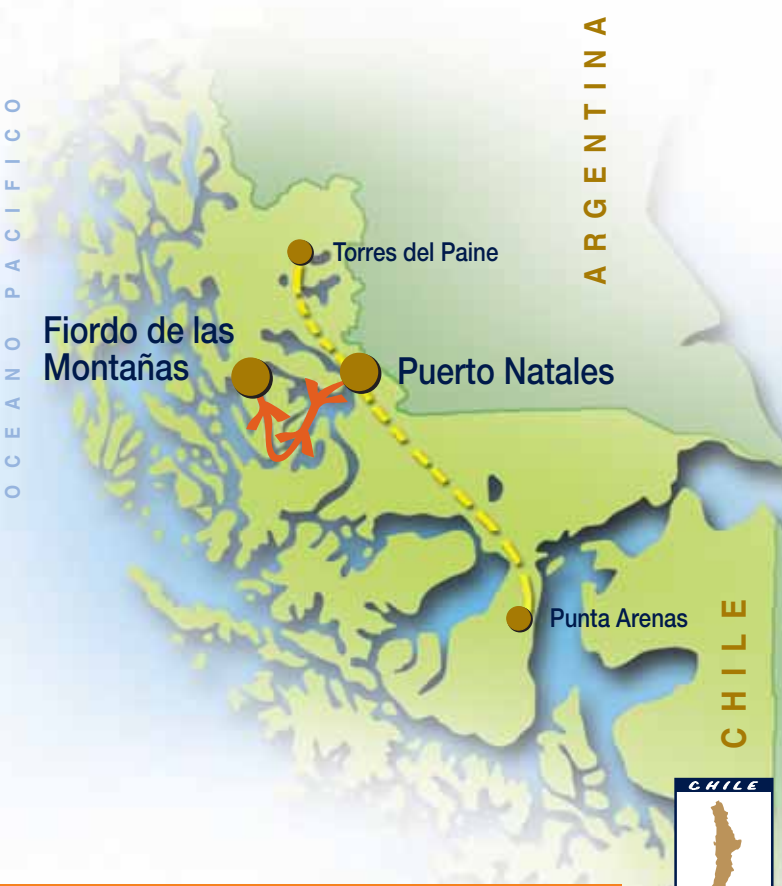 OCEANO PACIFICO
ARGENTINA
Torres del Paine
Fiordo de las
Montañas
Puerto Natales
Punta Arenas
CHILE
CHILE